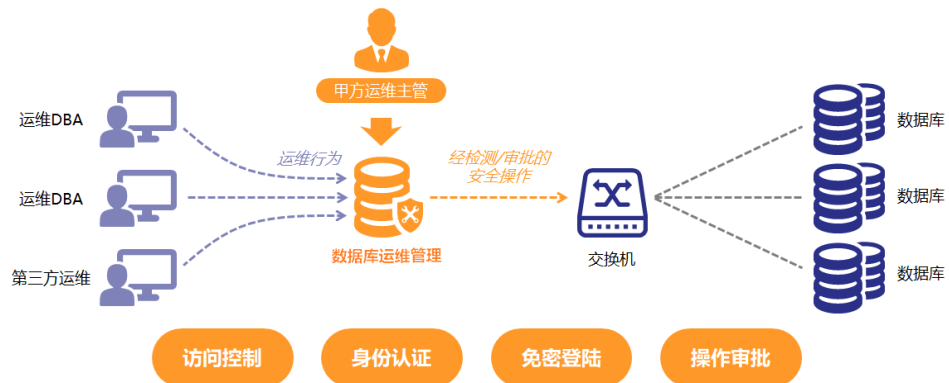 甲方运维主管
运维DBA
运维DBA
第三方运维
运维行为
经检测/审批的
安全操作
数据库运维管理
交换机
数据库
数据库
数据库
访问控制
身份认证
免密登陆
操作审批